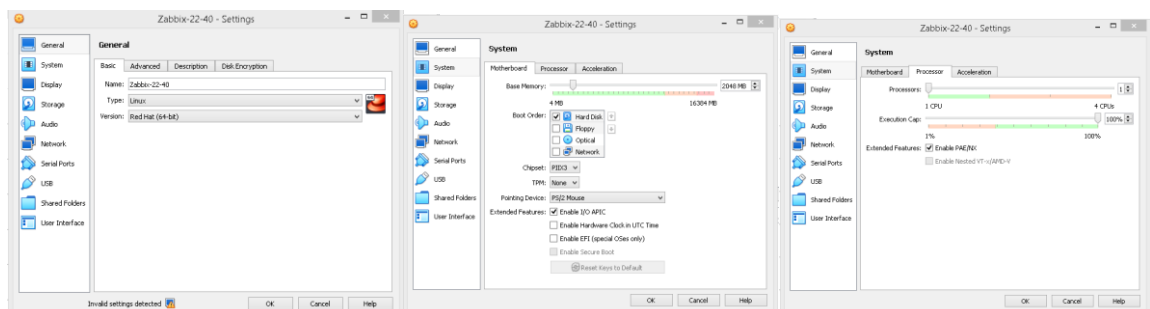 Zabbix-22-40 - Settings
General
System
Display
Storage
Audio
Network
Serial Ports
USB
Shared Folders
User Interface
General
Basic Advanced Description Disk Encryption
Name: Zabbix-22-40
Type: Linux
Version: Red Hat (64-bit)
64
Invalid settings detected
OK Cancel Help
Zabbix-22-40 - Settings
General
System
Display
Storage
Audio
Network
Serial Ports
USB
Shared Folders
User Interface
System
Motherboard Processor Acceleration
Base Memory: 2048 MB
4 MB 16384 MB
Boot Order: Hard Disk
Floppy
Optical
Network
Chipset: PIIX3
TPM: None
Pointing Device: PS/2 Mouse
Extended Features: Enable I/O APIC
Enable Hardware Clock in UTC Time
Enable EFI (special OSes only)
Enable Secure Boot
Reset Keys to Default
OK Cancel Help
Zabbix-22-40 - Settings
General
System
Display
Storage
Audio
Network
Serial Ports
USB
Shared Folders
User Interface
System
Motherboard Processor Acceleration
Processors: 1
1 CPU 4 CPUs
Execution Cap: 100%
1% 100%
Extended Features: Enable PAE/NX
Enable Nested VT-x/AMD-V
OK Cancel Help